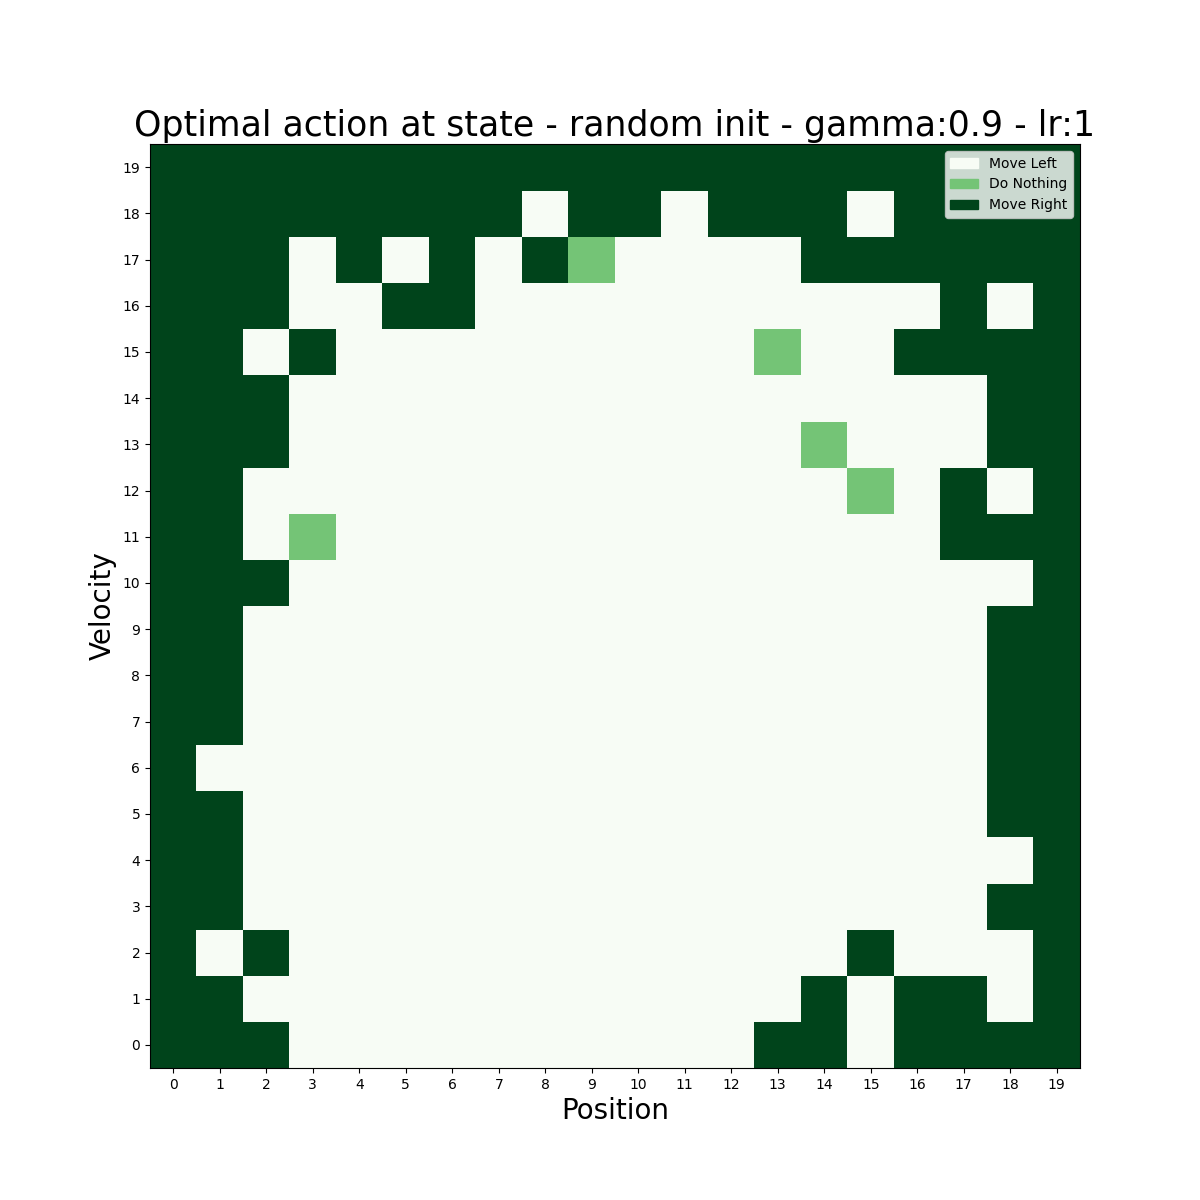 Optimal action at state - random init - gamma:0.9 - lr:1
Move Left
Do Nothing
Move Right
19
18
17
16
15
14
13
12
11
10
9
8
7
6
5
4
3
2
1
0
Velocity
0 1 2 3 4 5 6 7 8 9 10 11 12 13 14 15 16 17 18 19
Position